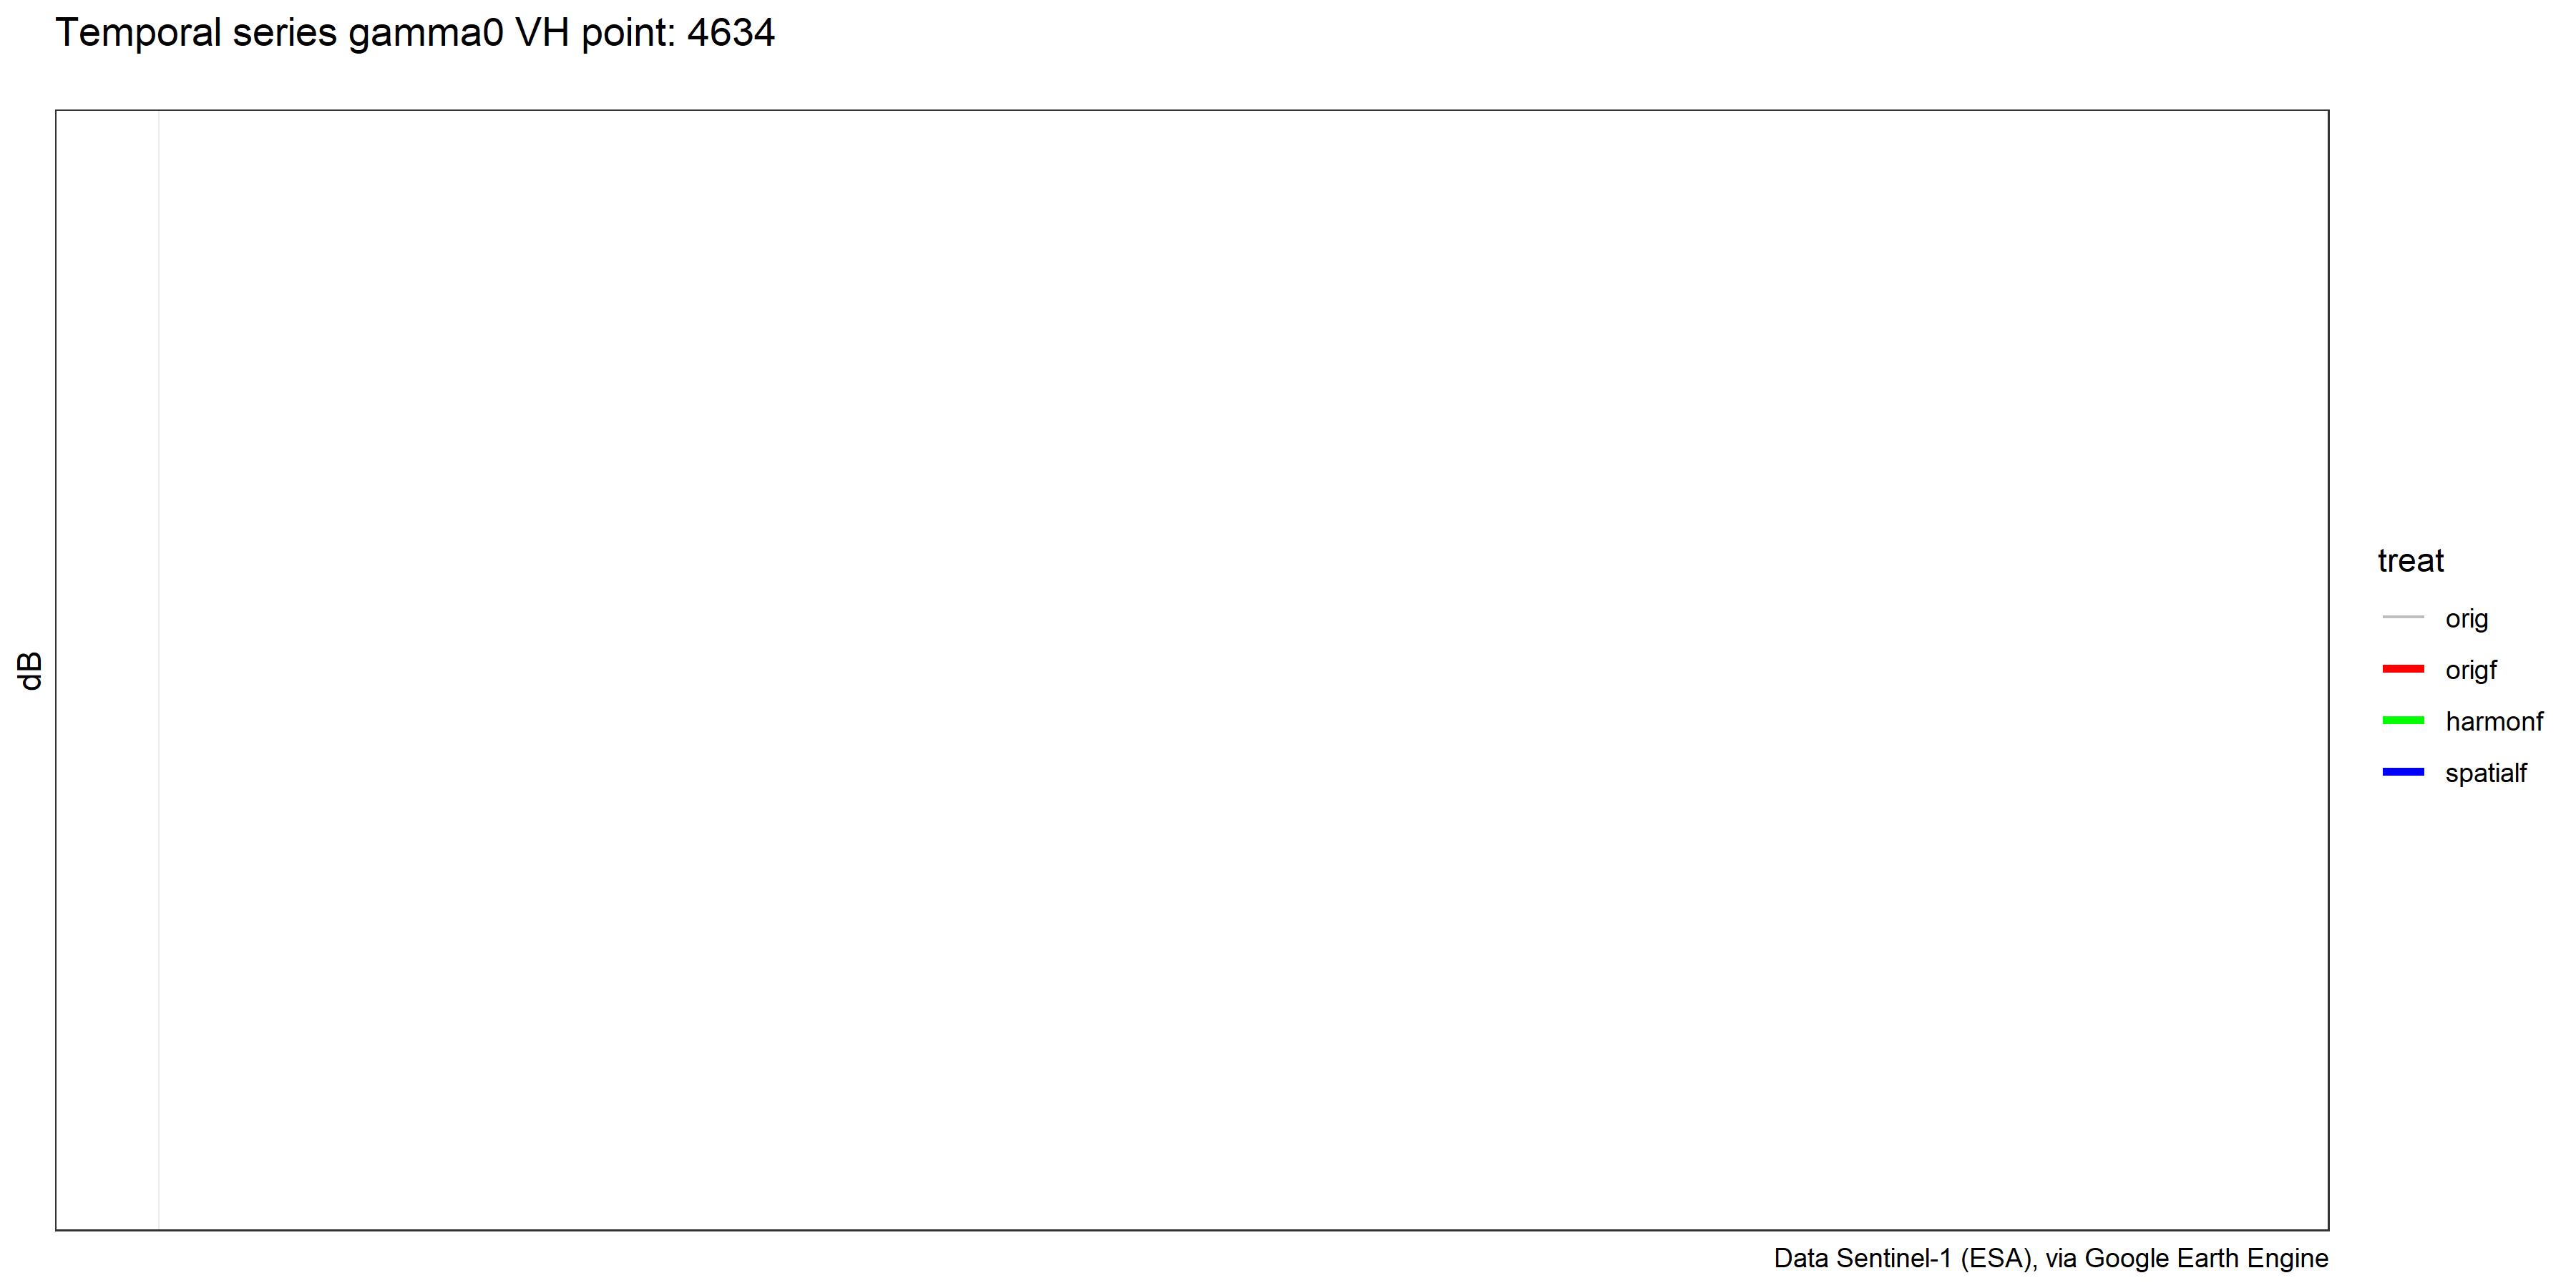 Temporal series gamma0 VH point: 4634
dB
treat
orig
origf
harmonf
spatialf
Data Sentinel-1 (ESA), via Google Earth Engine